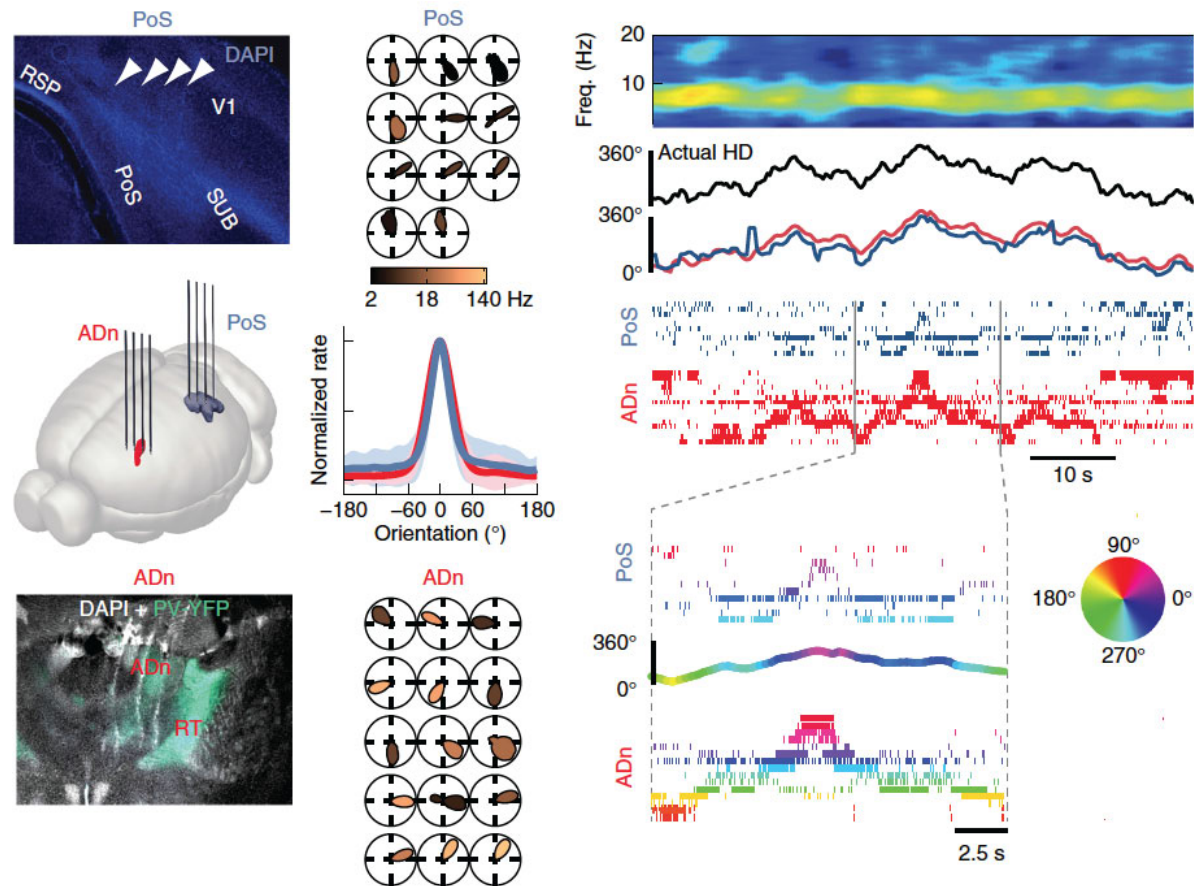 PoS
DAPI
RSP
V1
PoS
SUB
ADn
PoS
ADn
DAPI + PV-YFP
ADn
RT
PoS
2 18 140 Hz
Normalized rate
−180 −60 0 60 180
Orientation (°)
ADn
Freq. (Hz)
20
10
360°
Actual HD
360°
0°
PoS
ADn
10 s
PoS
360°
0°
ADn
2.5 s
90°
180°
0°
270°